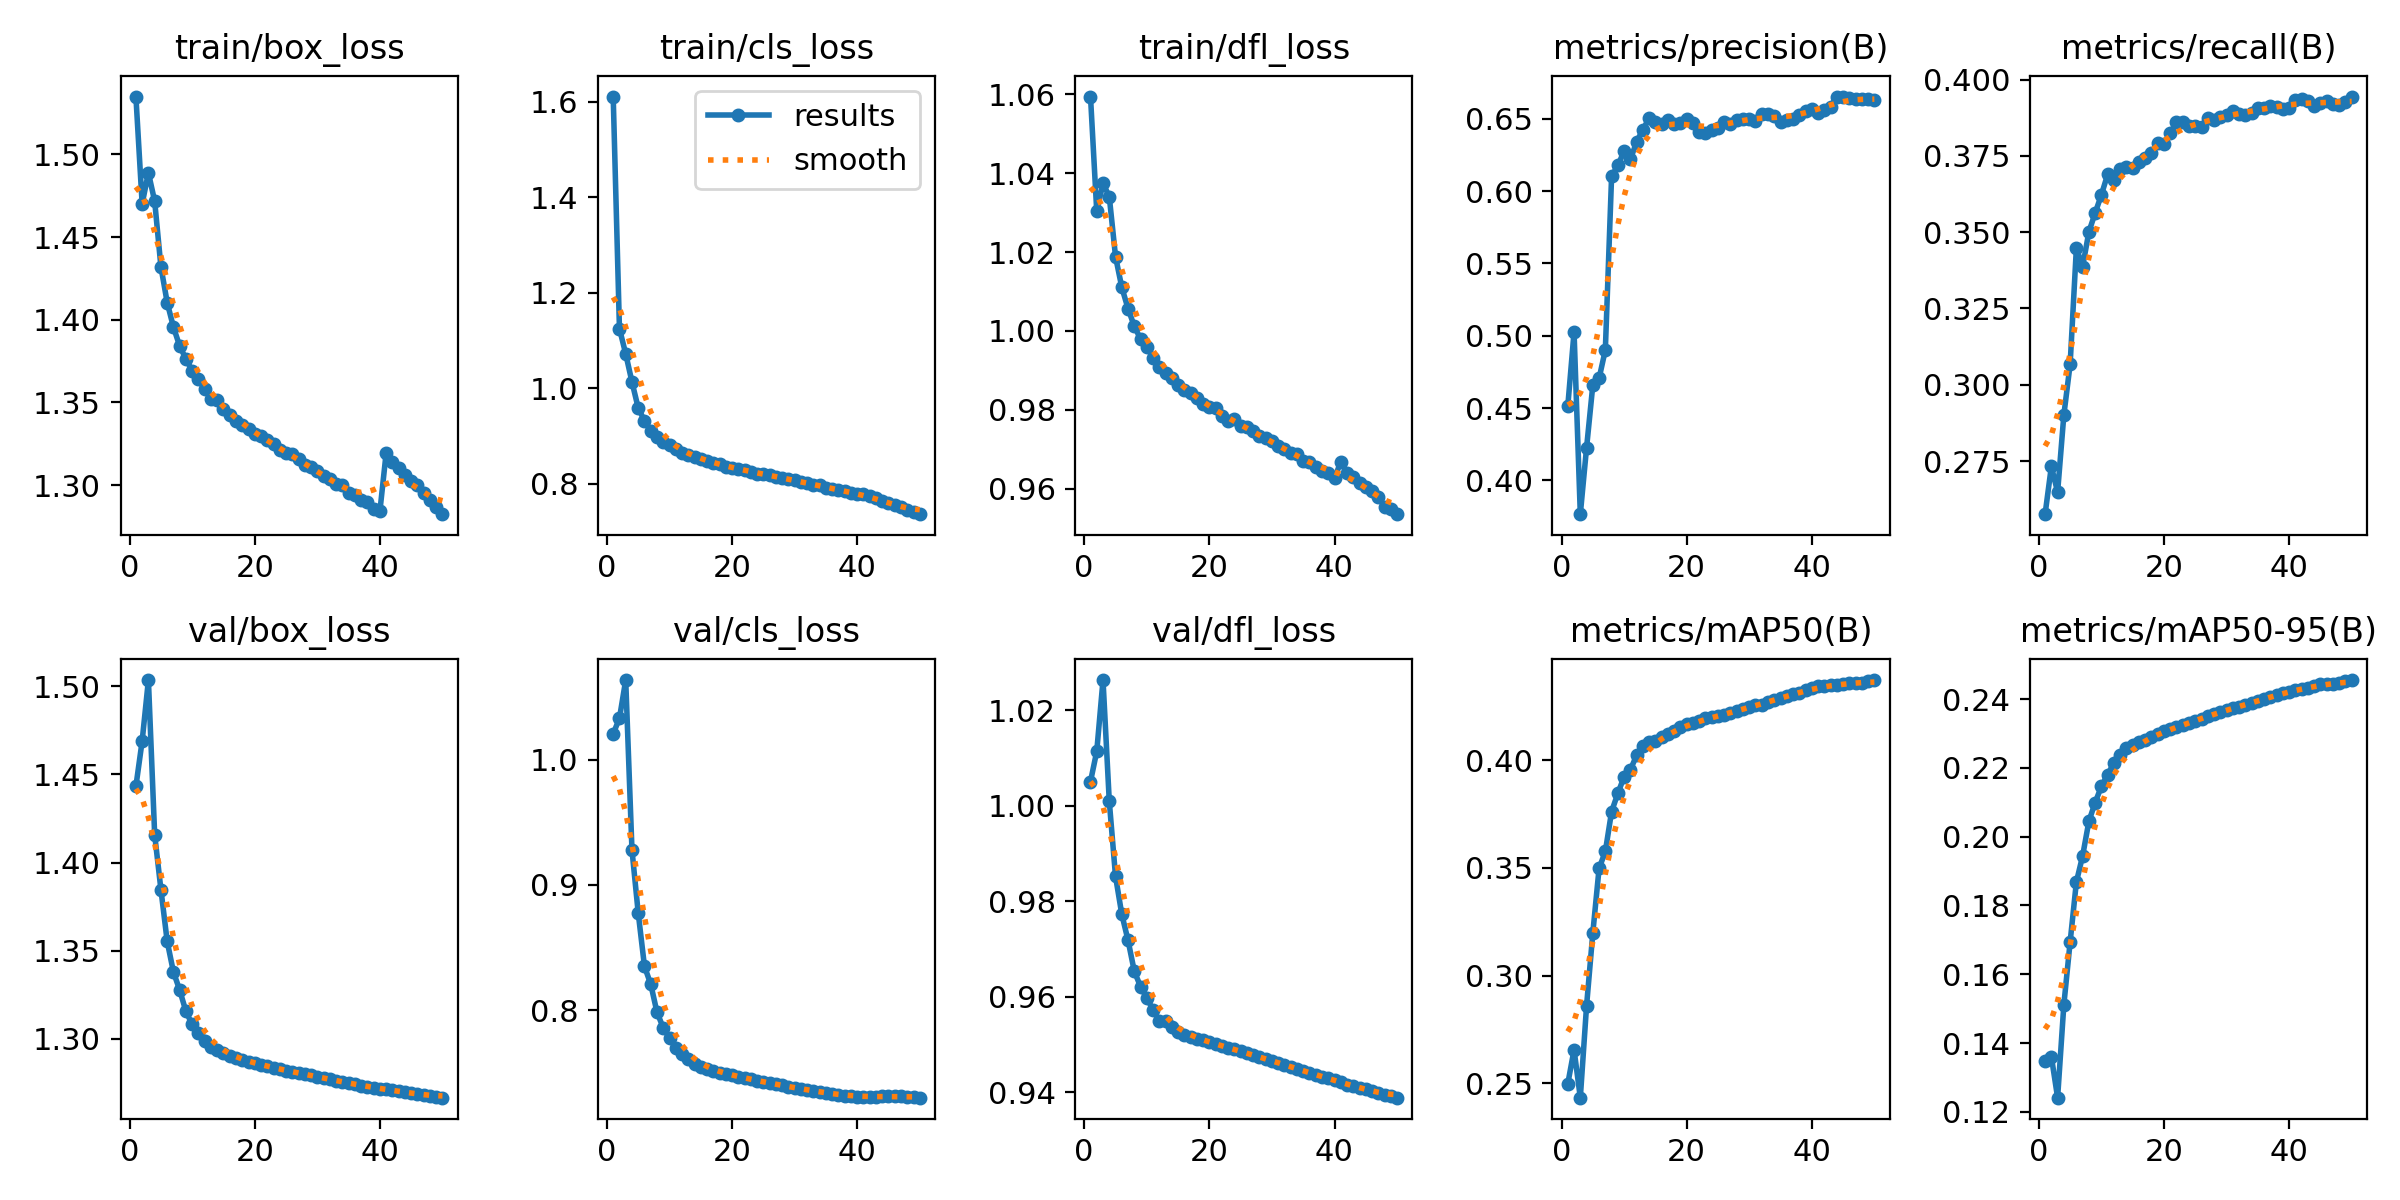 train/box_loss
1.50
1.45
1.40
1.35
1.30
0 20 40
train/cls_loss
results
smooth
1.6
1.4
1.2
1.0
0.8
0 20 40
train/dfl_loss
1.06
1.04
1.02
1.00
0.98
0.96
0 20 40
metrics/precision(B)
0.65
0.60
0.55
0.50
0.45
0.40
0 20 40
metrics/recall(B)
0.400
0.375
0.350
0.325
0.300
0.275
0 20 40
val/box_loss
1.50
1.45
1.40
1.35
1.30
0 20 40
val/cls_loss
1.0
0.9
0.8
0 20 40
val/dfl_loss
1.02
1.00
0.98
0.96
0.94
0 20 40
metrics/mAP50(B)
0.40
0.35
0.30
0.25
0 20 40
metrics/mAP50-95(B)
0.24
0.22
0.20
0.18
0.16
0.14
0.12
0 20 40